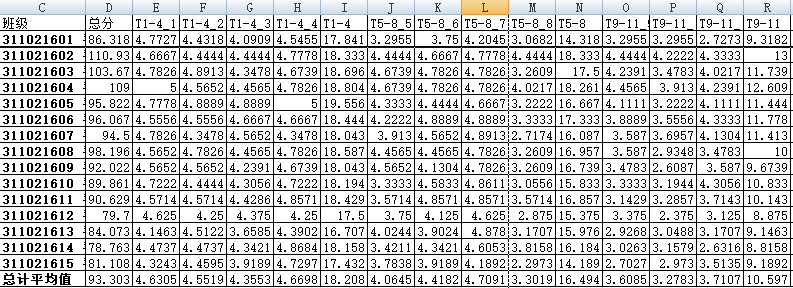 C D E F G H I J K L M N O P Q R
班级 总分 T1-4_1 T1-4_2 T1-4_3 T1-4_4 T1-4 T5-8_5 T5-8_6 T5-8_7 T5-8_8 T5-8 T9-11_ T9-11_ T9-11_ T9-11
311021601 86.318 4.7727 4.4318 4.0909 4.5455 17.841 3.2955 3.75 4.2045 3.0682 14.318 3.2955 3.2955 2.7273 9.3182
311021602 110.93 4.6667 4.4444 4.4444 4.7778 18.333 4.4444 4.6667 4.7778 4.4444 18.333 4.4444 4.2222 4.3333 13
311021603 103.67 4.7826 4.8913 4.3478 4.6739 18.696 4.6739 4.7826 4.7826 3.2609 17.5 4.2391 4.3478 4.0217 11.739
311021604 109 5 4.5652 4.4565 4.7826 18.804 4.6739 4.7826 4.7826 4.0217 18.261 4.4565 3.913 4.2391 12.609
311021605 95.822 4.7778 4.8889 4.8889 5 19.556 4.3333 4.4444 4.6667 3.2222 16.667 4.1111 3.2222 4.1111 11.444
311021606 96.067 4.5556 4.5556 4.6667 4.6667 18.444 4.2222 4.8889 4.8889 3.3333 17.333 3.8889 3.5556 4.3333 11.778
311021607 94.5 4.7826 4.3478 4.5652 4.3478 18.043 3.913 4.5652 4.8913 2.7174 16.087 3.587 3.6957 4.1304 11.413
311021608 98.196 4.5652 4.7826 4.4565 4.7826 18.587 4.4565 4.4565 4.7826 3.2609 16.957 3.587 2.9348 3.4783 10
311021609 92.022 4.5652 4.5652 4.2391 4.6739 18.043 4.5652 4.1304 4.7826 3.2609 16.739 3.4783 2.6087 3.587 9.6739
311021610 89.861 4.7222 4.4444 4.3056 4.7222 18.194 3.3333 4.5833 4.8611 3.0556 15.833 3.3333 3.1944 4.3056 10.833
311021611 90.629 4.5714 4.5714 4.4286 4.8571 18.429 3.5714 4.5714 4.8571 3.5714 16.857 3.1429 3.2857 3.7143 10.143
311021612 79.7 4.625 4.25 4.375 4.25 17.5 3.75 4.125 4.625 2.875 15.375 3.375 2.375 3.125 8.875
311021613 84.073 4.1463 4.5122 3.6585 4.3902 16.707 4.0244 3.9024 4.878 3.1707 15.976 2.9268 3.0488 3.1707 9.1463
311021614 78.763 4.4737 4.4737 4.3421 4.8684 18.158 3.4211 4.3421 4.6053 3.8158 16.184 3.0263 3.1579 2.6316 8.8158
311021615 81.108 4.3243 4.4595 3.9189 4.7297 17.432 3.7838 3.9189 4.1892 2.2973 14.189 2.7027 2.973 3.5135 9.1892
总计平均值 93.303 4.6305 4.5519 4.3553 4.6698 18.208 4.0645 4.4182 4.7091 3.3019 16.494 3.6085 3.2783 3.7107 10.597